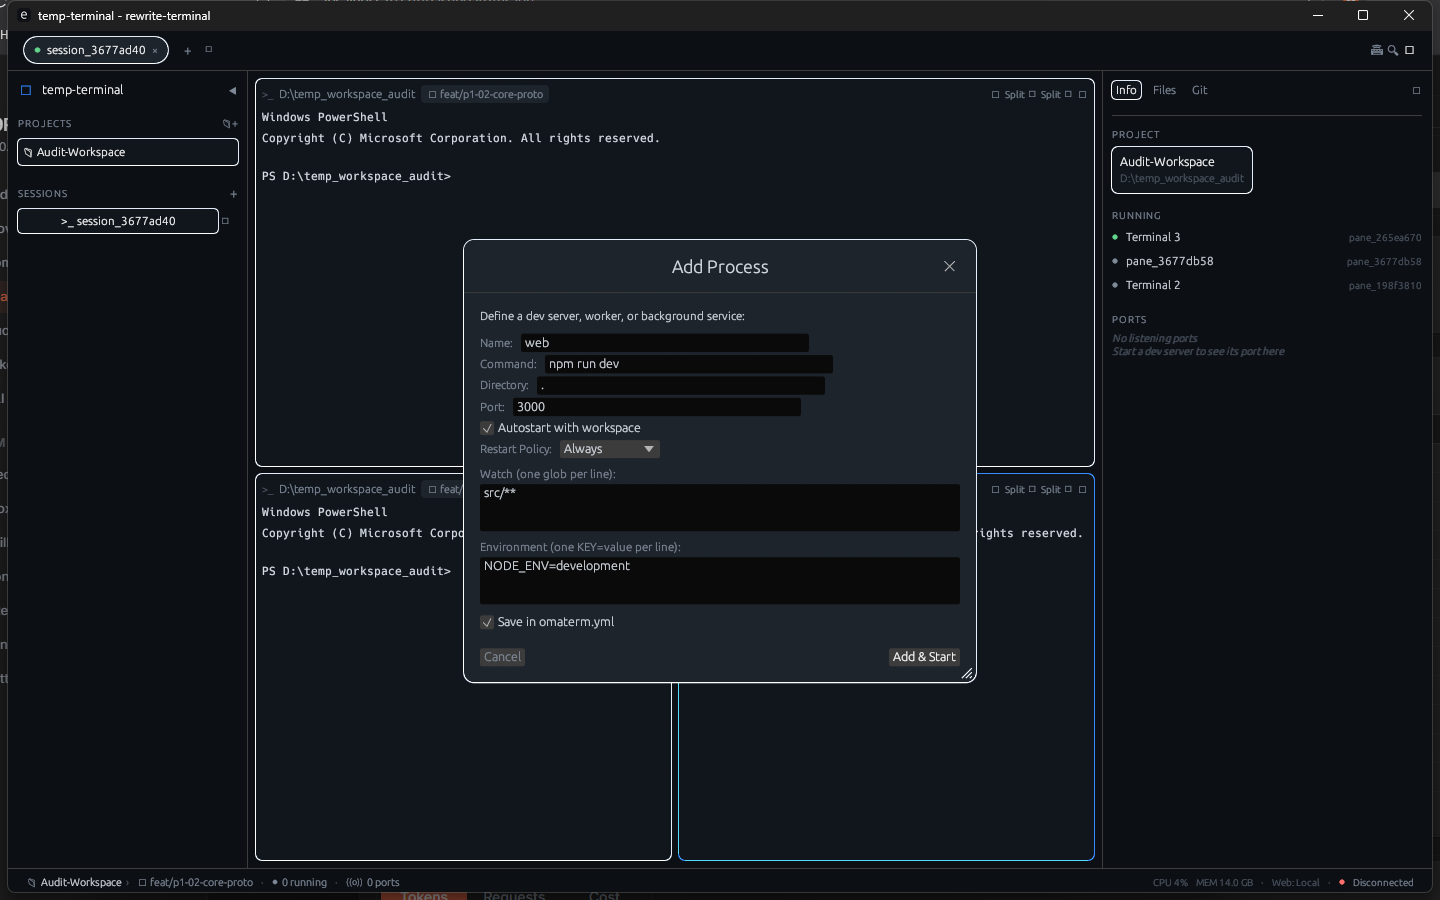 temp-terminal - rewrite-terminal
session_3677ad40 × +
temp-terminal
PROJECTS
Audit-Workspace
SESSIONS +
>_ session_3677ad40
>_ D:\temp_workspace_audit feat/p1-02-core-proto Split Split
Windows PowerShell
Copyright (C) Microsoft Corporation. All rights reserved.
PS D:\temp_workspace_audit>
>_ D:\temp_workspace_audit feat/
Windows PowerShell
Copyright (C) Microsoft Corpo
PS D:\temp_workspace_audit>
Split Split
ights reserved.
Add Process
Define a dev server, worker, or background service:
Name: web
Command: npm run dev
Directory: .
Port: 3000
Autostart with workspace
Restart Policy: Always
Watch (one glob per line):
src/**
Environment (one KEY=value per line):
NODE_ENV=development
Save in omaterm.yml
Cancel Add & Start
Info Files Git
PROJECT
Audit-Workspace
D:\temp_workspace_audit
RUNNING
Terminal 3 pane_265ea670
pane_3677db58 pane_3677db58
Terminal 2 pane_198f3810
PORTS
No listening ports
Start a dev server to see its port here
Audit-Workspace › feat/p1-02-core-proto · 0 running · ((o)) 0 ports
CPU 4% MEM 14.0 GB · Web: Local · Disconnected
Tokens Requests Cost